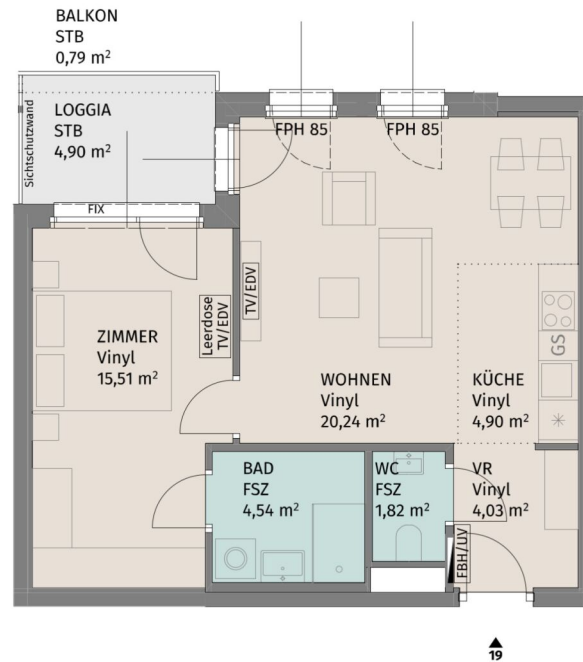 BALKON
STB
0,79 m²
LOGGIA
STB
4,90 m²
Sichtschutzwand
FIX
FPH 85
FPH 85
TV/EDV
Leerdose
TV/EDV
ZIMMER
Vinyl
15,51 m²
WOHNEN
Vinyl
20,24 m²
KÜCHE
Vinyl
4,90 m²
GS
BAD
FSZ
4,54 m²
WC
FSZ
1,82 m²
VR
Vinyl
4,03 m²
FBH/UV
19